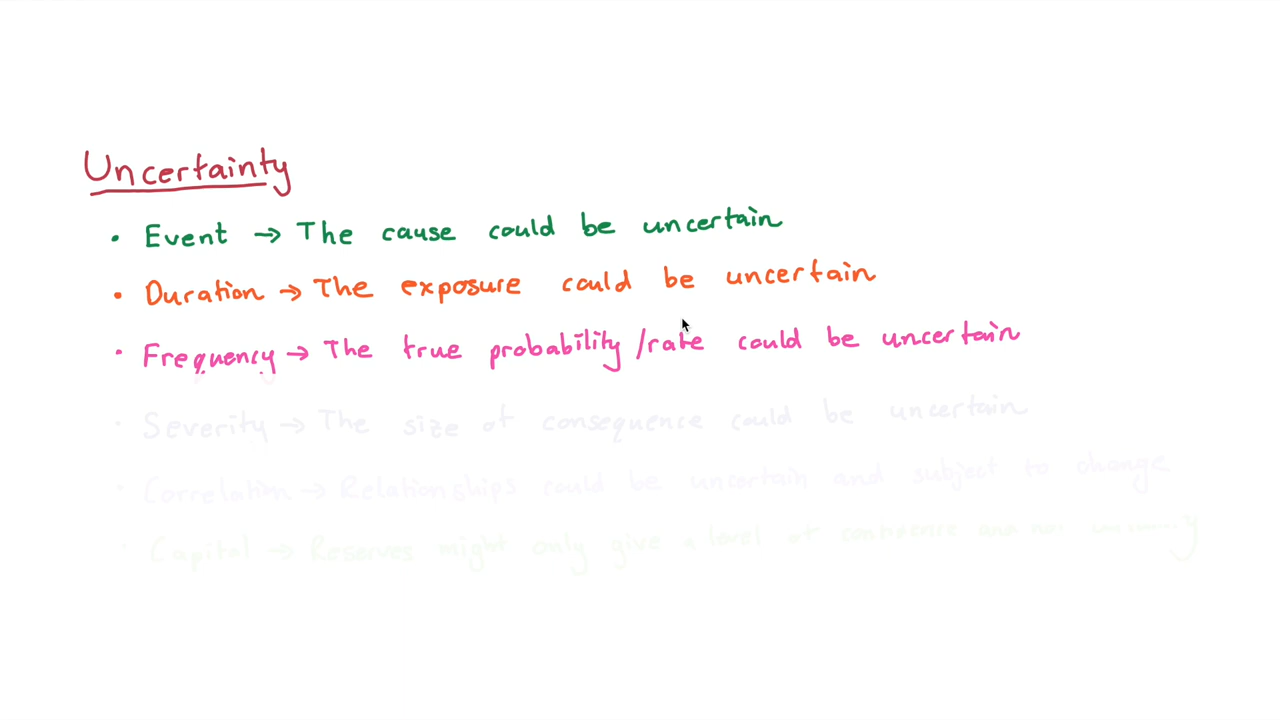 Uncertainty
• Event → The cause could be uncertain
• Duration → The exposure could be uncertain
• Frequency → The true probability/rate could be uncertain
• Severity → The size of consequence could be uncertain
• Correlation → Relationships could be uncertain and subject to change
• Capital → Reserves might only give a level of confidence and not